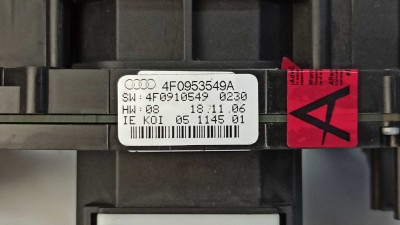 4F0953549A
SW: 4F0910549 0230
HW: 08 18.11.06
IE KOI 05 1145 01
A